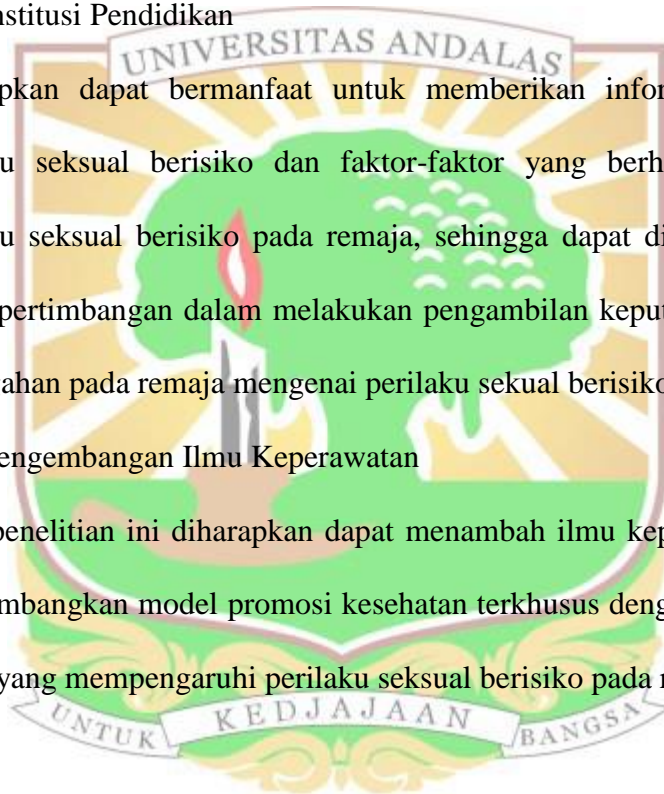 nstitusi Pendidikan
UNIVERSITAS ANDALAS
pkan dapat bermanfaat untuk memberikan infor
u seksual berisiko dan faktor-faktor yang berh
u seksual berisiko pada remaja, sehingga dapat di
pertimbangan dalam melakukan pengambilan keput
ahan pada remaja mengenai perilaku sekual berisiko
engembangan Ilmu Keperawatan
penelitian ini diharapkan dapat menambah ilmu kep
mbangkan model promosi kesehatan terkhusus deng
yang mempengaruhi perilaku seksual berisiko pada r
UNTUK KEDJAJAAN BANGSA